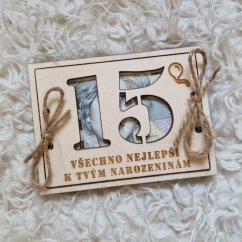 15
VŠECHNO NEJLEPŠÍ
K TVÝM NAROZENINÁM